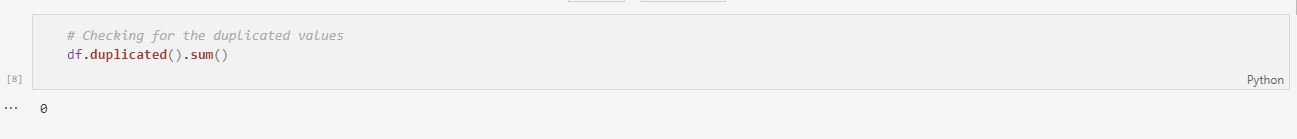 # Checking for the duplicated values
df.duplicated().sum()
[8]
Python
... 0